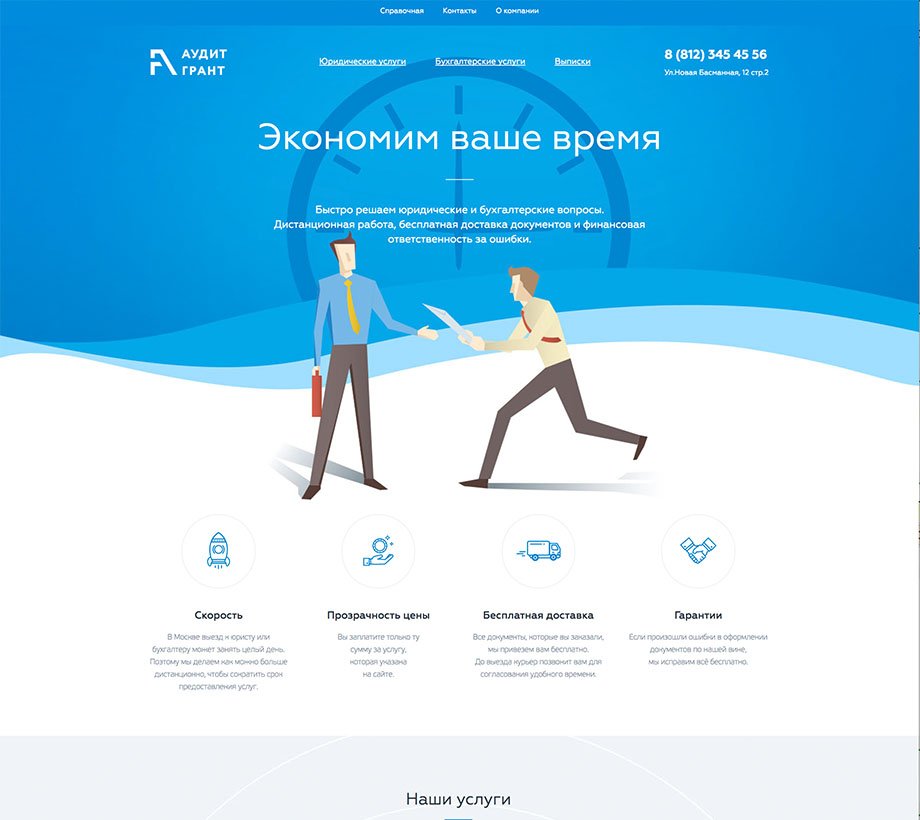 Справочная Контакты О компании
АУДИТ
ГРАНТ
Юридические услуги Бухгалтерские услуги Выписки
8 (812) 345 45 56
Ул.Новая Басманная, 12 стр.2
Экономим ваше время
Быстро решаем юридические и бухгалтерские вопросы.
Дистанционная работа, бесплатная доставка документов и финансовая
ответственность за ошибки.
Скорость
В Москве выезд к юристу или
бухгалтеру может занять целый день.
Поэтому мы делаем как можно больше
дистанционно, чтобы сократить срок
предоставления услуг.
Прозрачность цены
Вы заплатите только ту
сумму за услугу,
которая указана
на сайте.
Бесплатная доставка
Все документы, которые вы заказали,
мы привезем вам бесплатно.
До выезда курьер позвонит вам для
согласования удобного времени.
Гарантии
Если произошли ошибки в оформлении
документов по нашей вине,
мы исправим всё бесплатно.
Наши услуги